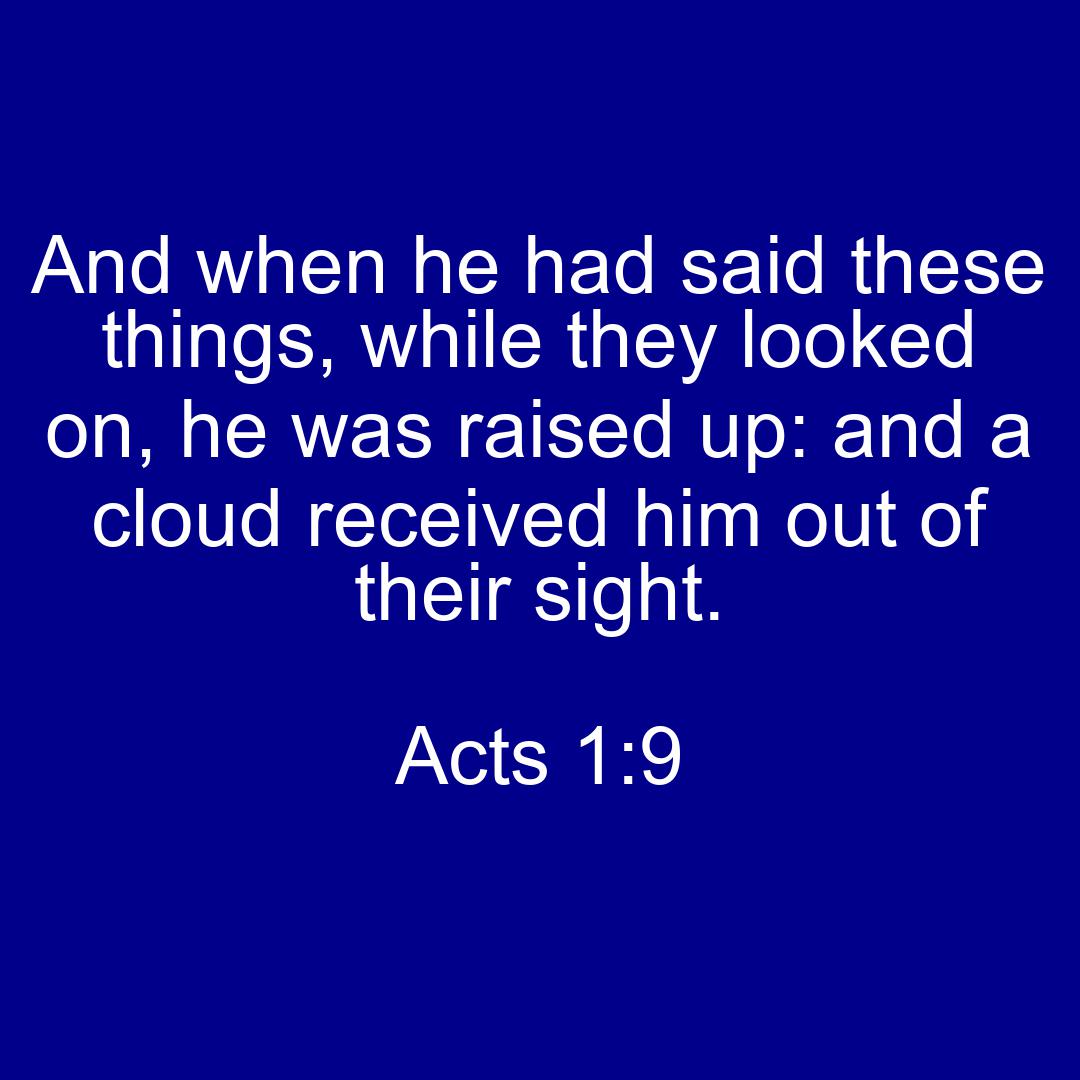 And when he had said these
things, while they looked
on, he was raised up: and a
cloud received him out of
their sight.
Acts 1:9